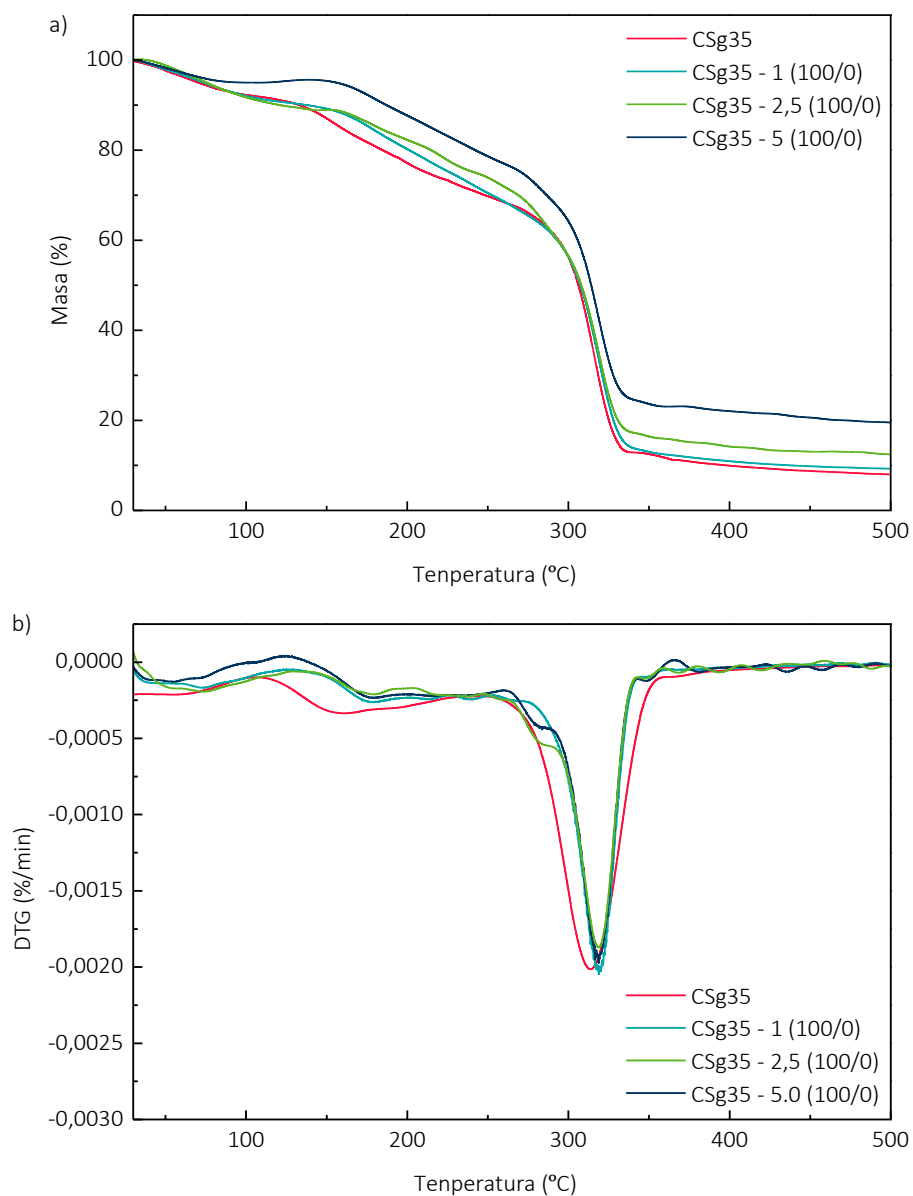 a)
CSg35
CSg35 - 1 (100/0)
CSg35 - 2,5 (100/0)
CSg35 - 5 (100/0)
100
80
60
40
20
0
Masa (%)
100 200 300 400 500
Tenperatura (ºC)
b)
0,0000
-0,0005
-0,0010
-0,0015
-0,0020
-0,0025
-0,0030
DTG (%/min)
CSg35
CSg35 - 1 (100/0)
CSg35 - 2,5 (100/0)
CSg35 - 5.0 (100/0)
100 200 300 400 500
Tenperatura (ºC)